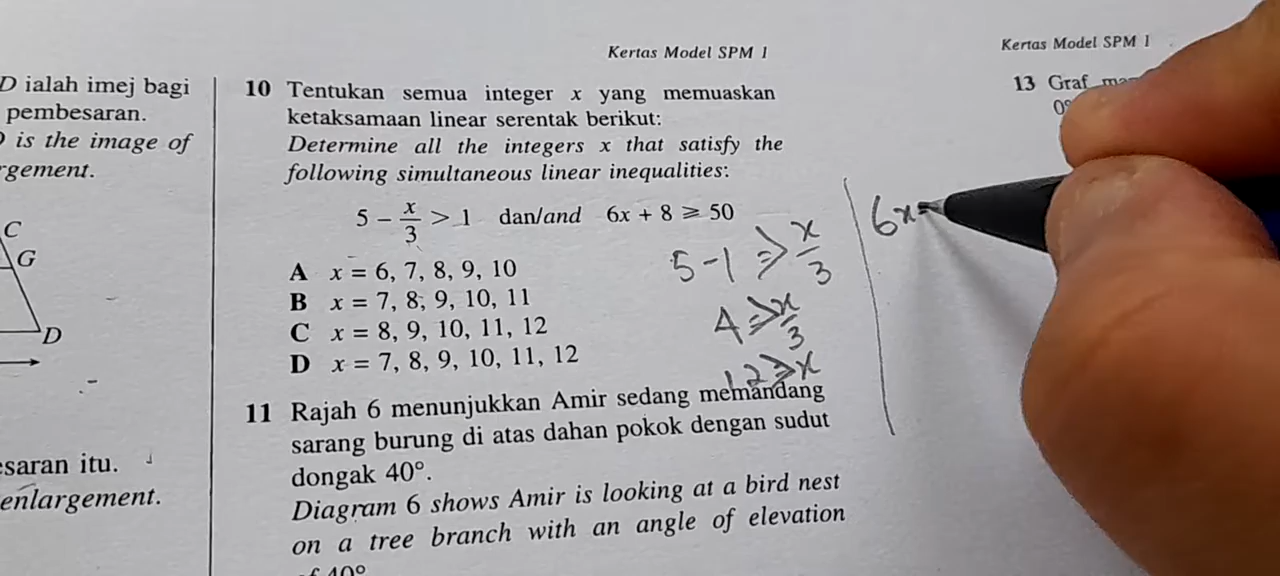 Kertas Model SPM 1
Kertas Model SPM 1
D ialah imej bagi
pembesaran.
is the image of
C
G
D
saran itu.
enlargement.
10 Tentukan semua integer x yang memuaskan
ketaksamaan linear serentak berikut:
Determine all the integers x that satisfy the
following simultaneous linear inequalities:
5 − x/3 > 1 dan/and 6x + 8 ⩾ 50
A x = 6, 7, 8, 9, 10
B x = 7, 8, 9, 10, 11
C x = 8, 9, 10, 11, 12
D x = 7, 8, 9, 10, 11, 12
11 Rajah 6 menunjukkan Amir sedang memandang
sarang burung di atas dahan pokok dengan sudut
dongak 40°.
Diagram 6 shows Amir is looking at a bird nest
on a tree branch with an angle of elevation
of 40°
5 − 1 ⩾ x/3
4 ⩾ x/3
12 ⩾ x
6x
13 Graf